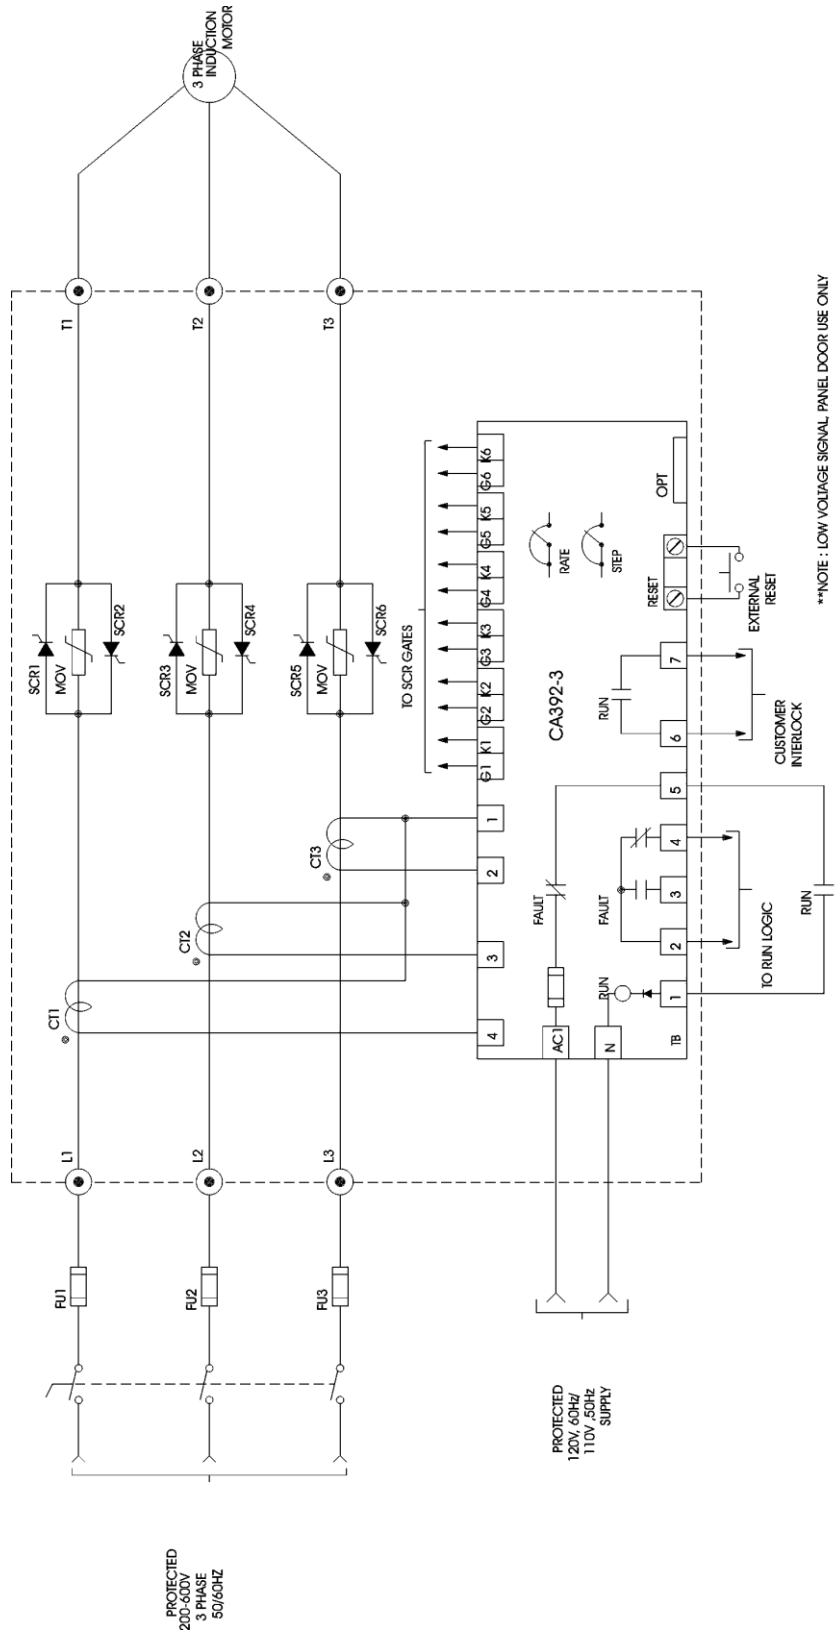 PROTECTED
200-600V
3 PHASE
50/60HZ
FU1
FU2
FU3
L1
L2
L3
CT1
CT2
CT3
SCR1
MOV
SCR2
SCR3
MOV
SCR4
SCR5
MOV
SCR6
T1
T2
T3
3 PHASE
INDUCTION
MOTOR
TO SCR GATES
4
3
2
1
G1
K1
G2
K2
G3
K3
G4
K4
G5
K5
G6
K6
CA392-3
RATE
STEP
PROTECTED
120V, 60Hz/
110V ,50Hz
SUPPLY
AC1
N
FAULT
RUN
FAULT
RUN
RESET
OPT
TB
1
2
3
4
5
6
7
TO RUN LOGIC
RUN
CUSTOMER
INTERLOCK
EXTERNAL
RESET
**NOTE : LOW VOLTAGE SIGNAL, PANEL DOOR USE ONLY